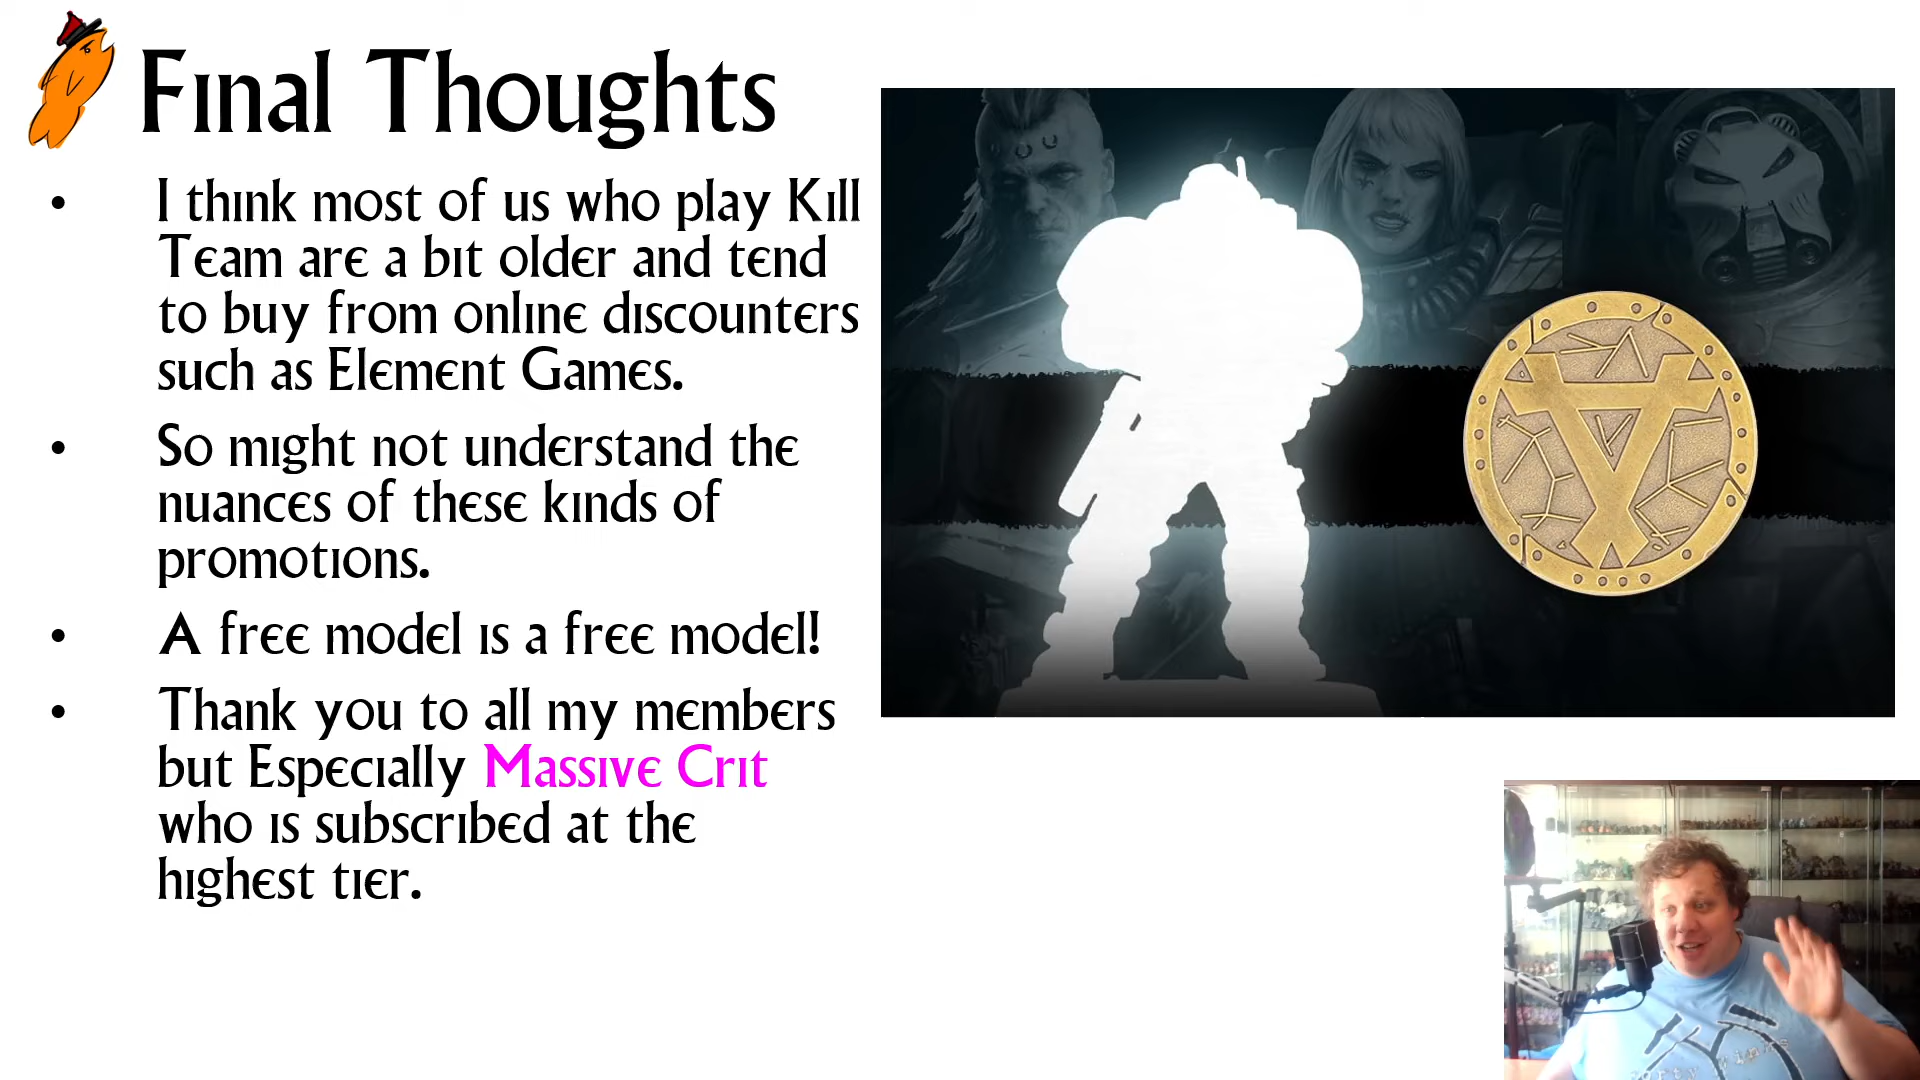 Final Thoughts
• I think most of us who play Kill
Team are a bit older and tend
to buy from online discounters
such as Element Games.
• So might not understand the
nuances of these kinds of
promotions.
• A free model is a free model!
• Thank you to all my members
but Especially Massive Crit
who is subscribed at the
highest tier.